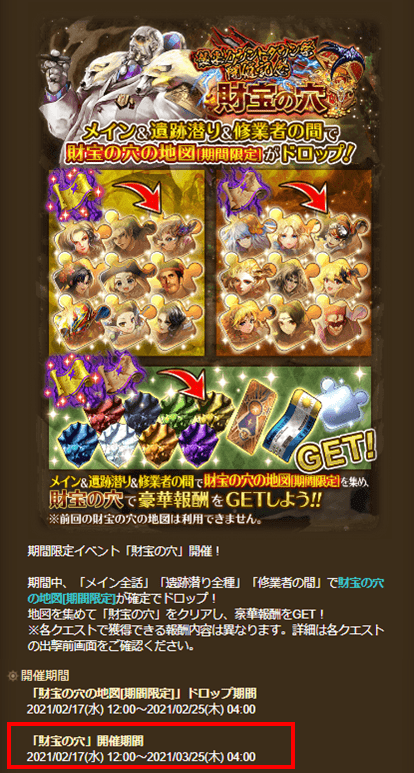 財宝の穴
メイン&遺跡潜り&修業者の間で
財宝の穴の地図[期間限定]がドロップ!
GET!
メイン&遺跡潜り&修業者の間で財宝の穴の地図[期間限定]を集め、
財宝の穴で豪華報酬をGETしよう!!
※前回の財宝の穴の地図は利用できません。
期間限定イベント「財宝の穴」開催!
期間中、「メイン全話」「遺跡潜り全種」「修業者の間」で財宝の穴
の地図[期間限定]が確定でドロップ!
地図を集めて「財宝の穴」をクリアし、豪華報酬をGET!
※各クエストで獲得できる報酬内容は異なります。詳細は各クエスト
の出撃前画面をご確認ください。
開催期間
「財宝の穴の地図[期間限定]」ドロップ期間
2021/02/17(水) 12:00～2021/02/25(木) 04:00
「財宝の穴」開催期間
2021/02/17(水) 12:00～2021/03/25(木) 04:00